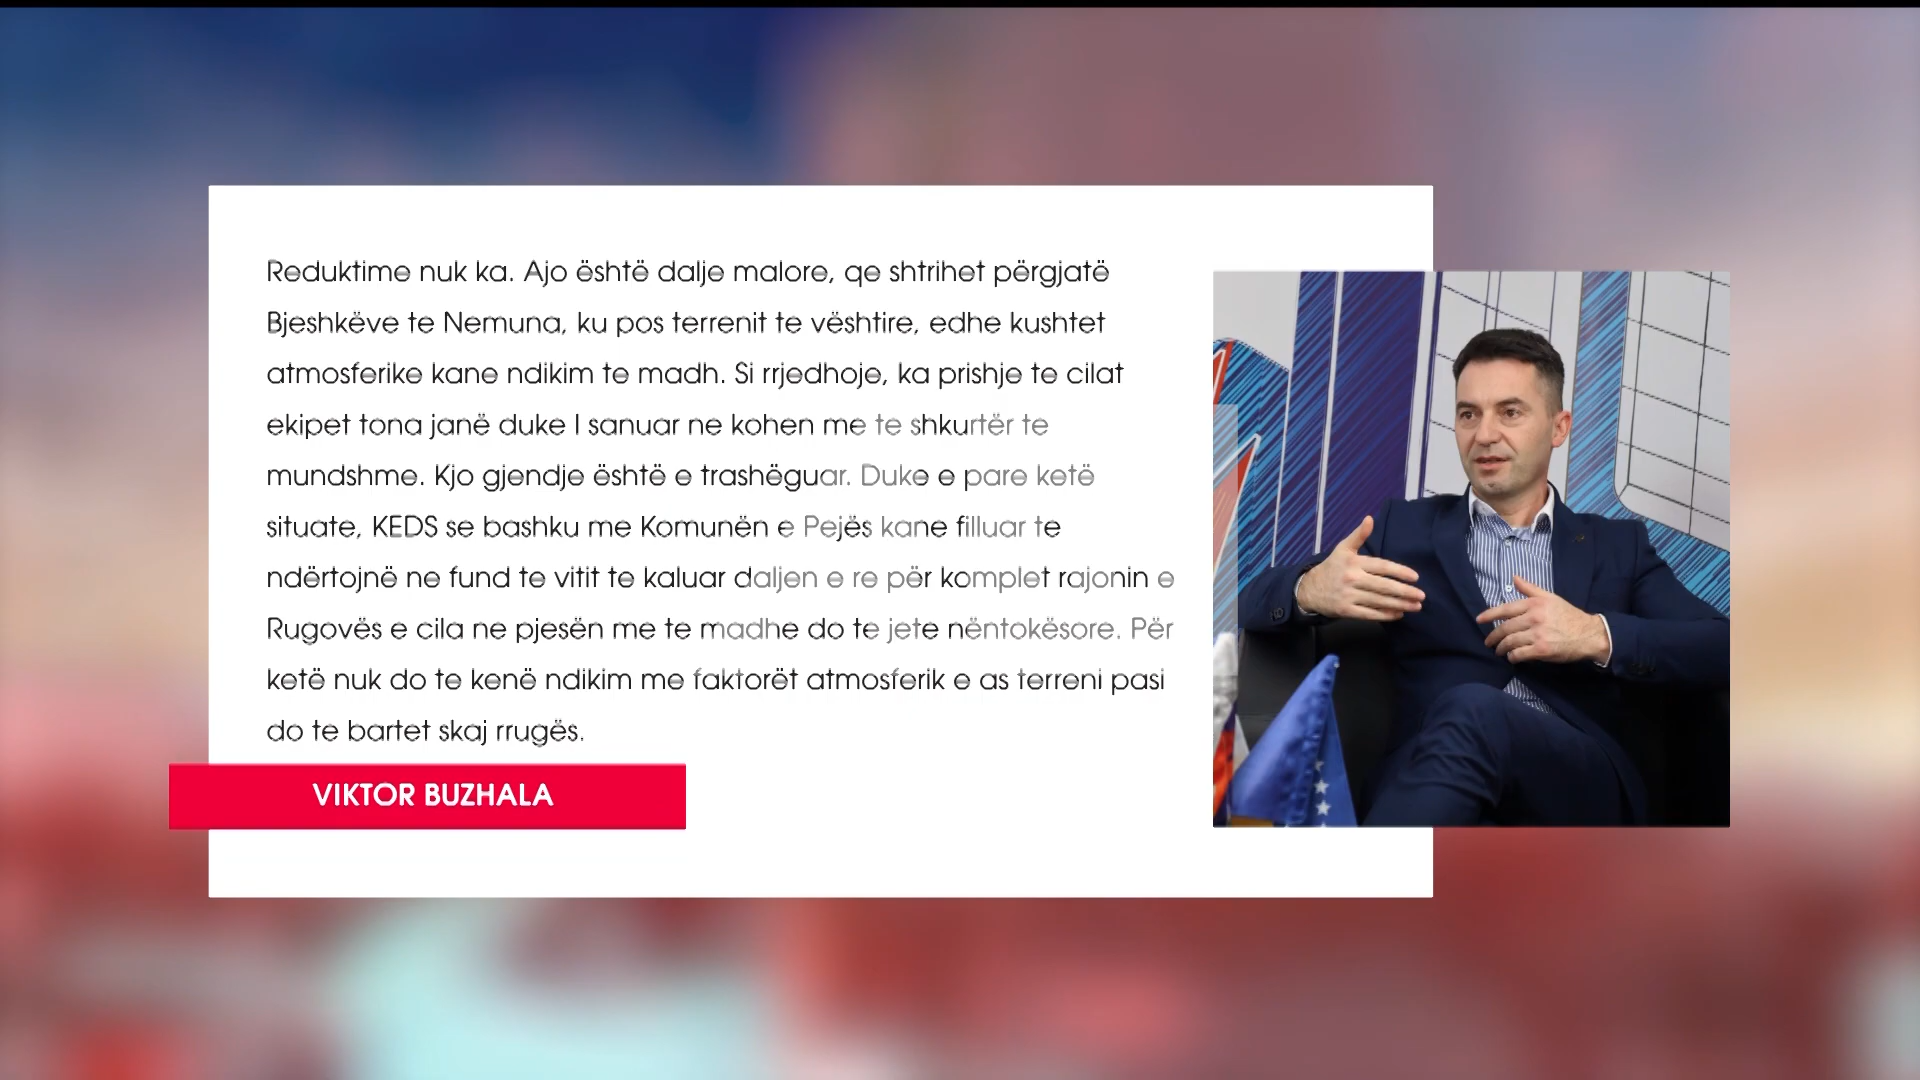 Reduktime nuk ka. Ajo është dalje malore, qe shtrihet përgjatë
Bjeshkëve te Nemuna, ku pos terrenit te vështire, edhe kushtet
atmosferike kane ndikim te madh. Si rrjedhoje, ka prishje te cilat
ekipet tona janë duke I sanuar ne kohen me te shkurtër te
mundshme. Kjo gjendje është e trashëguar. Duke e pare ketë
situate, KEDS se bashku me Komunën e Pejës kane filluar te
ndërtojnë ne fund te vitit te kaluar daljen e re për komplet rajonin e
Rugovës e cila ne pjesën me te madhe do te jete nëntokësore. Për
ketë nuk do te kenë ndikim me faktorët atmosferik e as terreni pasi
do te bartet skaj rrugës.
VIKTOR BUZHALA